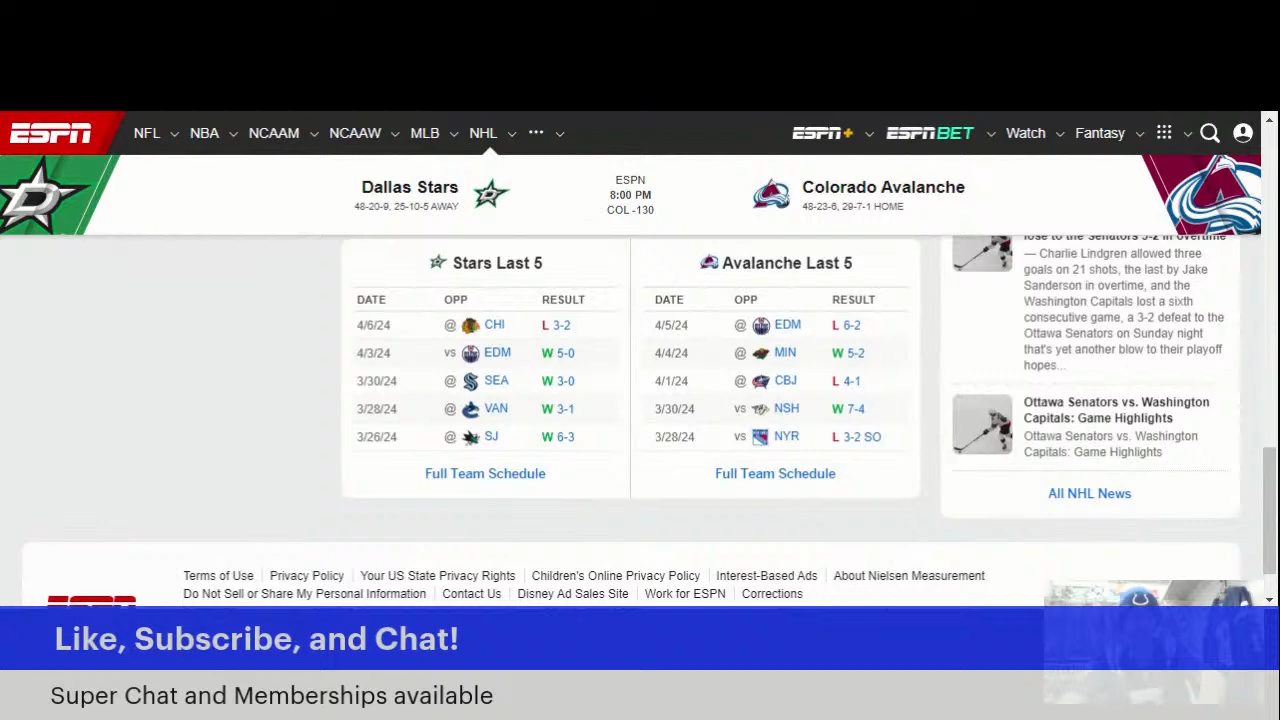 ESPN NFL NBA NCAAM NCAAW MLB NHL ••• ESPN+ ESPN BET Watch Fantasy
Dallas Stars
48-20-9, 25-10-5 AWAY
ESPN
8:00 PM
COL -130
Colorado Avalanche
48-23-6, 29-7-1 HOME
Stars Last 5
DATE OPP RESULT
4/6/24 @ CHI L 3-2
4/3/24 vs EDM W 5-0
3/30/24 @ SEA W 3-0
3/28/24 @ VAN W 3-1
3/26/24 @ SJ W 6-3
Full Team Schedule
Avalanche Last 5
DATE OPP RESULT
4/5/24 @ EDM L 6-2
4/4/24 @ MIN W 5-2
4/1/24 @ CBJ L 4-1
3/30/24 vs NSH W 7-4
3/28/24 vs NYR L 3-2 SO
Full Team Schedule
lose to the Senators 3-2 in overtime
— Charlie Lindgren allowed three
goals on 21 shots, the last by Jake
Sanderson in overtime, and the
Washington Capitals lost a sixth
consecutive game, a 3-2 defeat to the
Ottawa Senators on Sunday night
that's yet another blow to their playoff
hopes...
Ottawa Senators vs. Washington
Capitals: Game Highlights
Ottawa Senators vs. Washington
Capitals: Game Highlights
All NHL News
Terms of Use Privacy Policy Your US State Privacy Rights Children's Online Privacy Policy Interest-Based Ads About Nielsen Measurement
Do Not Sell or Share My Personal Information Contact Us Disney Ad Sales Site Work for ESPN Corrections
Like, Subscribe, and Chat!
Super Chat and Memberships available